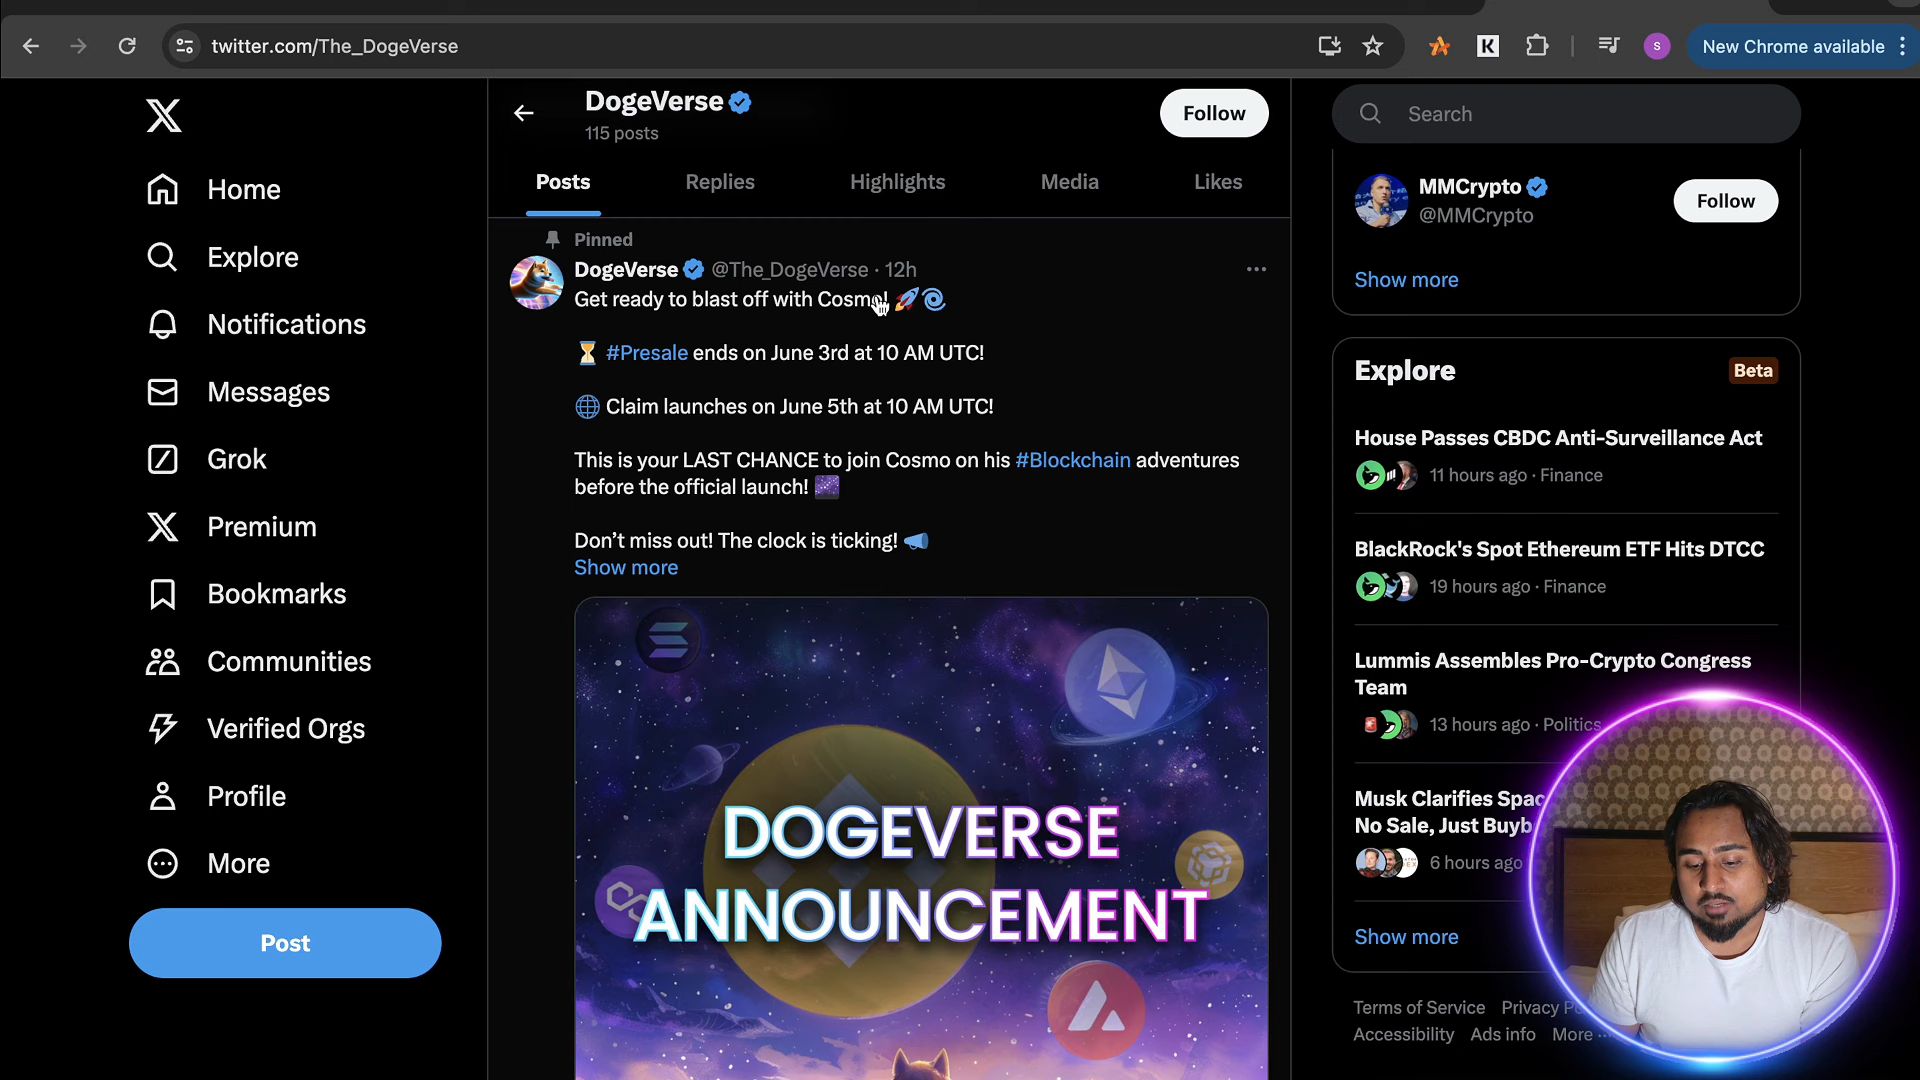 twitter.com/The_DogeVerse
K
S
New Chrome available
Home
Explore
Notifications
Messages
Grok
Premium
Bookmarks
Communities
Verified Orgs
Profile
More
Post
DogeVerse
115 posts
Follow
Posts
Replies
Highlights
Media
Likes
Pinned
DogeVerse @The_DogeVerse · 12h
Get ready to blast off with Cosmo! 🚀🌀
⏳ #Presale ends on June 3rd at 10 AM UTC!
🌐 Claim launches on June 5th at 10 AM UTC!
This is your LAST CHANCE to join Cosmo on his #Blockchain adventures
before the official launch! 🌌
Don’t miss out! The clock is ticking! 📣
Show more
DOGEVERSE
ANNOUNCEMENT
Search
MMCrypto
@MMCrypto
Follow
Show more
Explore
Beta
House Passes CBDC Anti-Surveillance Act
11 hours ago · Finance
BlackRock's Spot Ethereum ETF Hits DTCC
19 hours ago · Finance
Lummis Assembles Pro-Crypto Congress
Team
13 hours ago · Politics
Musk Clarifies
No Sale, Just
6 hours ago
Show more
Terms of Service
Accessibility Ads info More ...